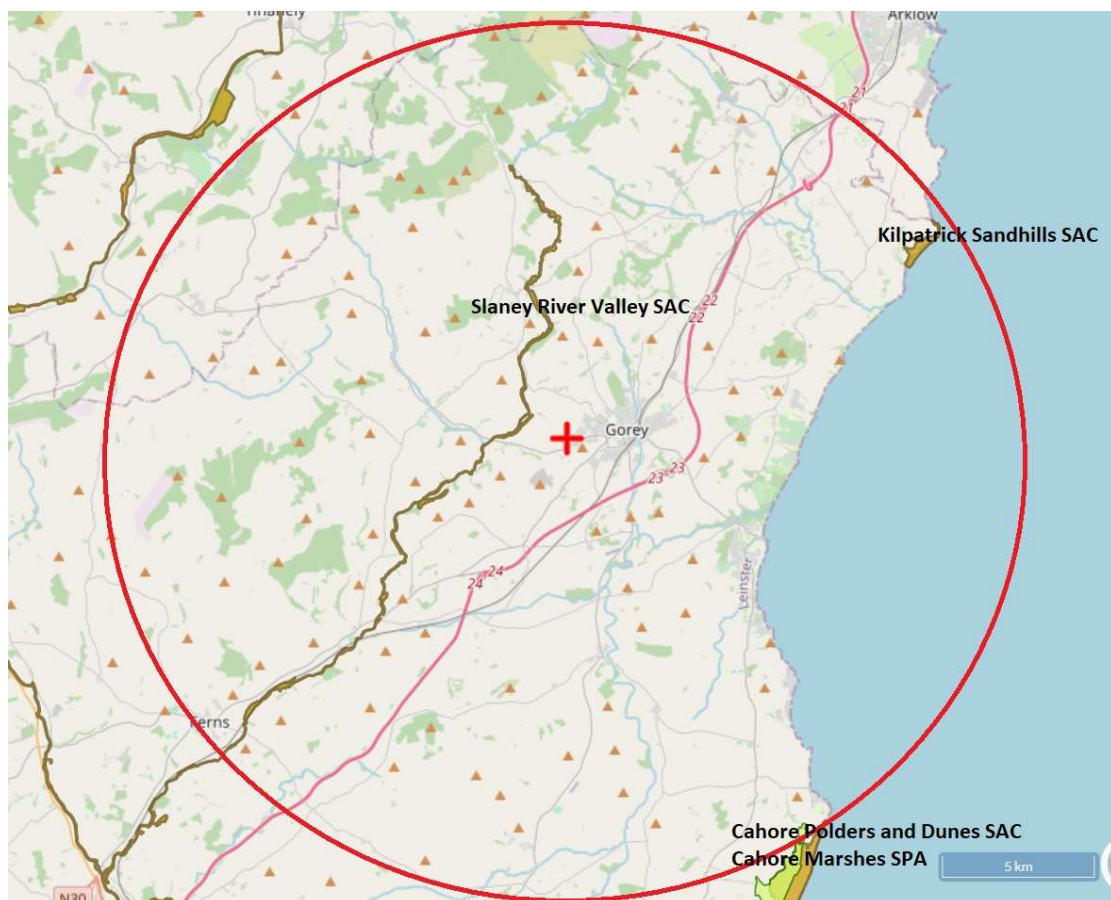 Arklow
21
21
Kilpatrick Sandhills SAC
Slaney River Valley SAC
22
22
Gorey
23 23
24 24
Leinster
Ferns
Cahore Polders and Dunes SAC
Cahore Marshes SPA
5 km
N30